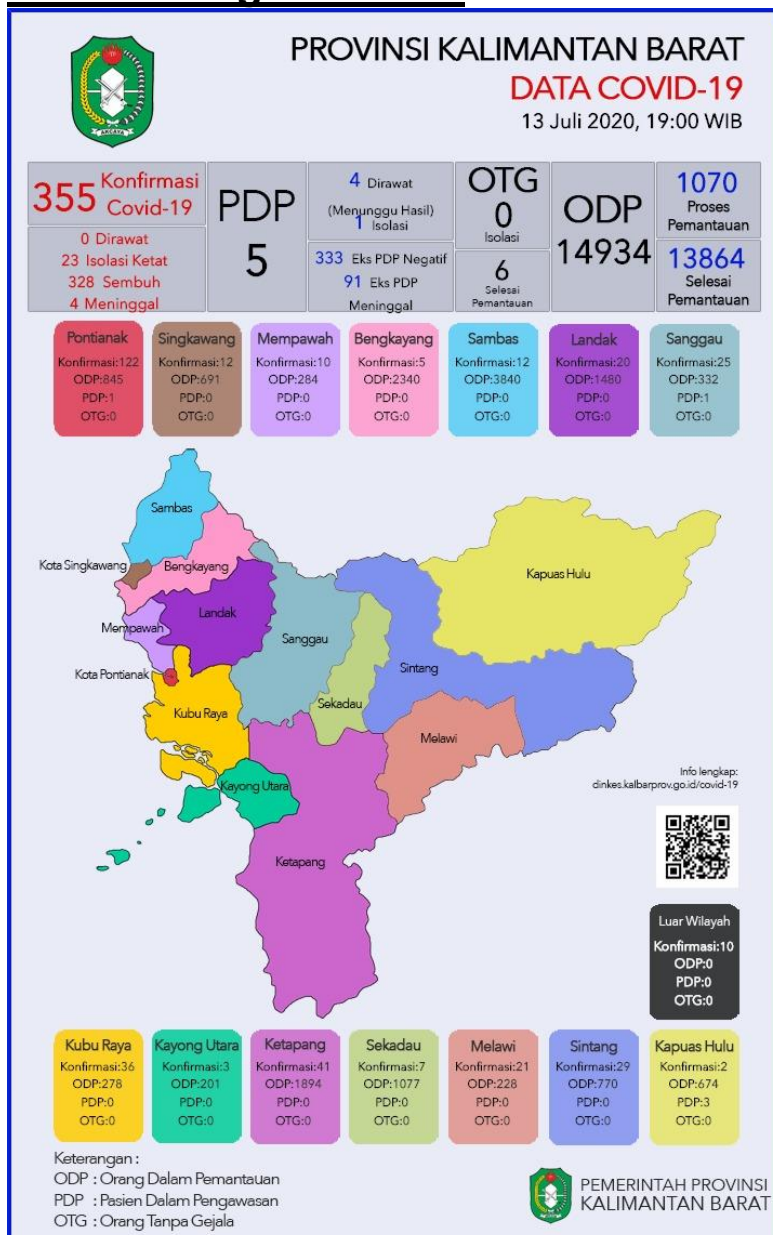 PROVINSI KALIMANTAN BARAT
DATA COVID-19
13 Juli 2020, 19:00 WIB
355 Konfirmasi
Covid-19
0 Dirawat
23 Isolasi Ketat
328 Sembuh
4 Meninggal
PDP
5
4 Dirawat
(Menunggu Hasil)
1 Isolasi
333 Eks PDP Negatif
91 Eks PDP
Meninggal
OTG
0
Isolasi
6
Selesai
Pemantauan
ODP
14934
1070
Proses
Pemantauan
13864
Selesai
Pemantauan
Pontianak
Konfirmasi:122
ODP:845
PDP:1
OTG:0
Singkawang
Konfirmasi:12
ODP:691
PDP:0
OTG:0
Mempawah
Konfirmasi:10
ODP:284
PDP:0
OTG:0
Bengkayang
Konfirmasi:5
ODP:2340
PDP:0
OTG:0
Sambas
Konfirmasi:12
ODP:3840
PDP:0
OTG:0
Landak
Konfirmasi:20
ODP:1480
PDP:0
OTG:0
Sanggau
Konfirmasi:25
ODP:332
PDP:1
OTG:0
Sambas
Kota Singkawang
Bengkayang
Kapuas Hulu
Landak
Mempawah
Sanggau
Kota Pontianak
Sintang
Sekadau
Kubu Raya
Melawi
Kayong Utara
Ketapang
Info lengkap:
dinkes.kalbarprov.go.id/covid-19
Luar Wilayah
Konfirmasi:10
ODP:0
PDP:0
OTG:0
Kubu Raya
Konfirmasi:36
ODP:278
PDP:0
OTG:0
Kayong Utara
Konfirmasi:3
ODP:201
PDP:0
OTG:0
Ketapang
Konfirmasi:41
ODP:1894
PDP:0
OTG:0
Sekadau
Konfirmasi:7
ODP:1077
PDP:0
OTG:0
Melawi
Konfirmasi:21
ODP:228
PDP:0
OTG:0
Sintang
Konfirmasi:29
ODP:770
PDP:0
OTG:0
Kapuas Hulu
Konfirmasi:2
ODP:674
PDP:3
OTG:0
Keterangan :
ODP : Orang Dalam Pemantauan
PDP : Pasien Dalam Pengawasan
OTG : Orang Tanpa Gejala
PEMERINTAH PROVINSI
KALIMANTAN BARAT